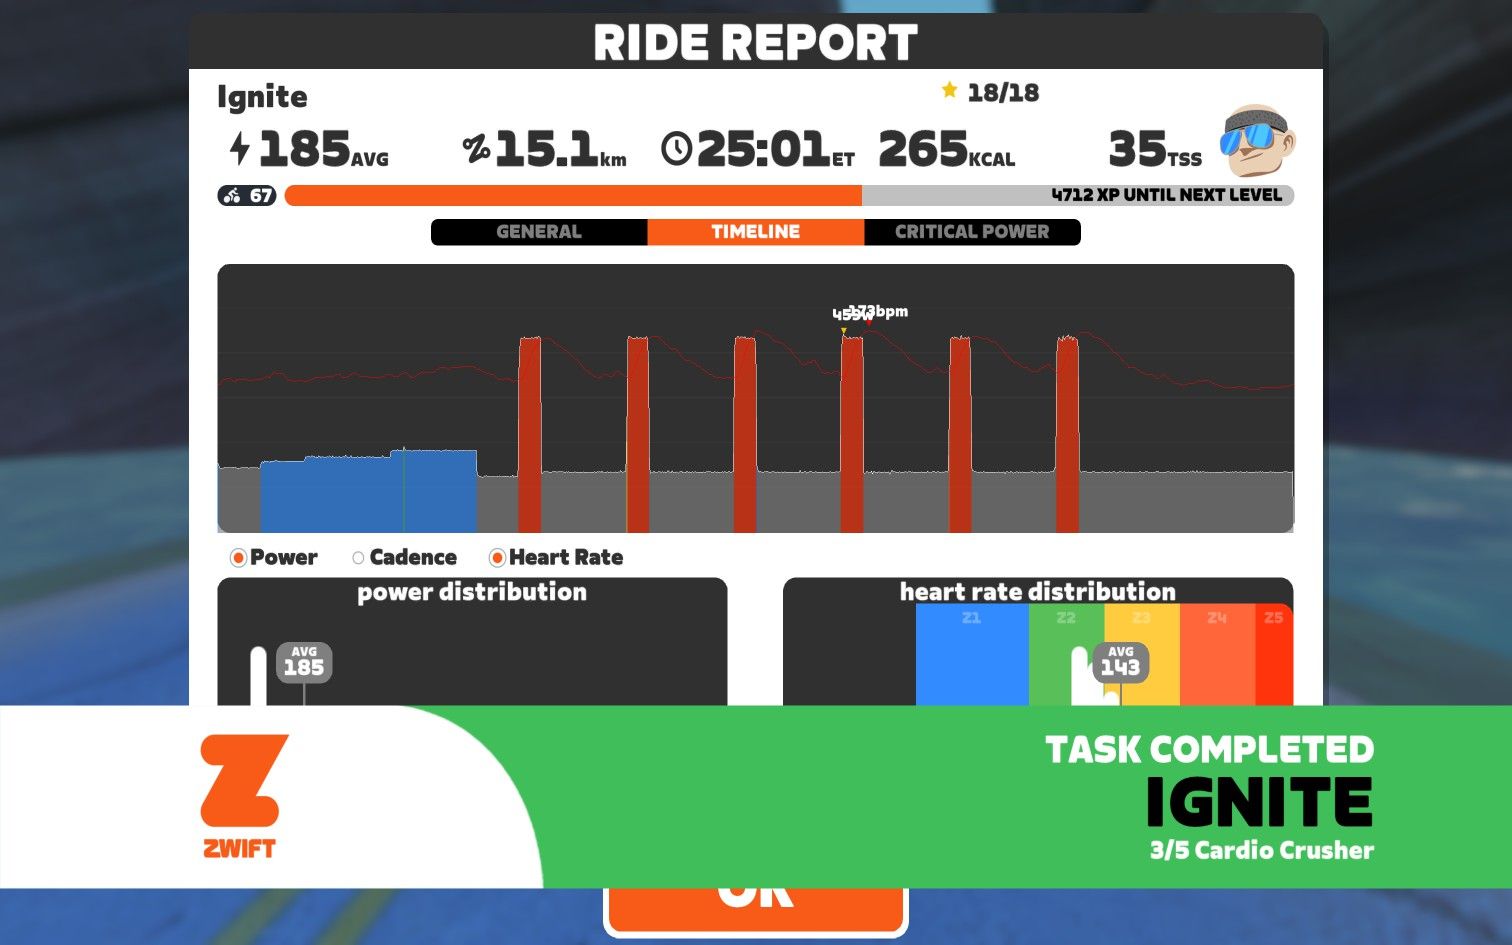 RIDE REPORT
Ignite
18/18
185AVG
15.1km
25:01ET
265KCAL
35TSS
67
4712 XP UNTIL NEXT LEVEL
GENERAL
TIMELINE
CRITICAL POWER
459w
173bpm
Power
Cadence
Heart Rate
power distribution
AVG
185
heart rate distribution
Z1
Z2
Z3
Z4
Z5
AVG
143
ZWIFT
TASK COMPLETED
IGNITE
3/5 Cardio Crusher
OK